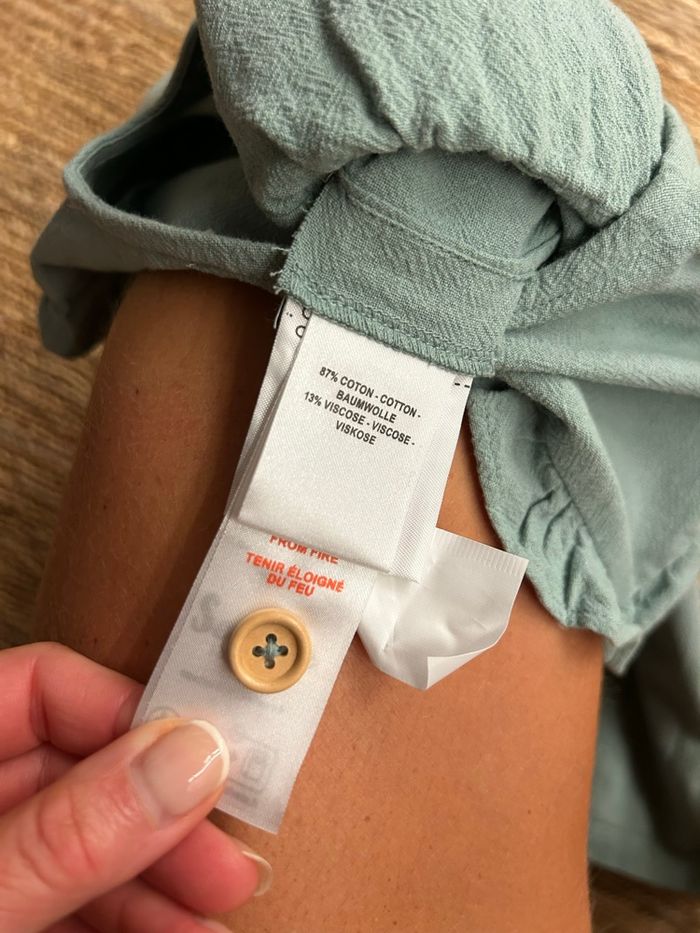 87% COTON - COTTON -
BAUMWOLLE
13% VISCOSE - VISCOSE -
VISKOSE
FROM FIRE
TENIR ÉLOIGNÉ
DU FEU